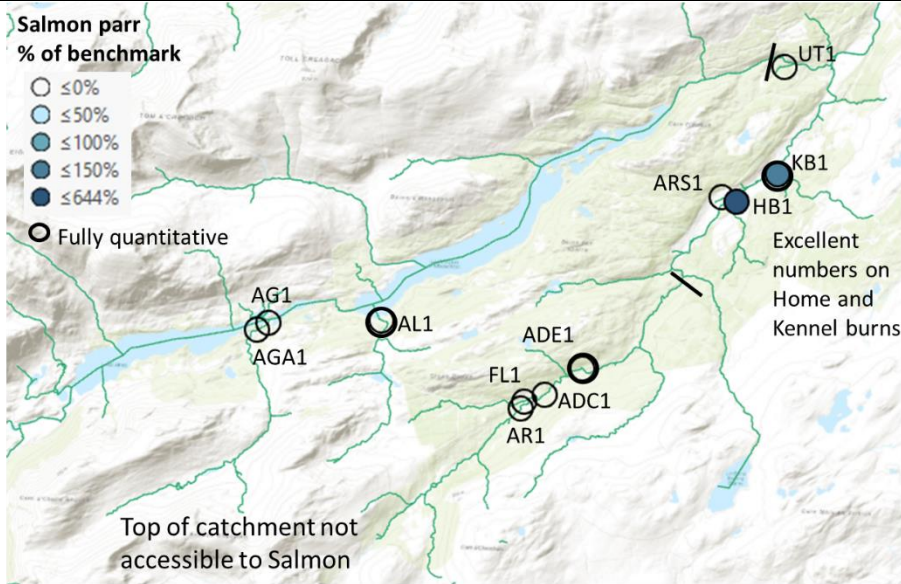 Salmon parr
% of benchmark
≤0%
≤50%
≤100%
≤150%
≤644%
Fully quantitative
UT1
KB1
ARS1
HB1
Excellent
numbers on
Home and
Kennel burns
AG1
AGA1
AL1
ADE1
FL1
ADC1
AR1
Top of catchment not
accessible to Salmon